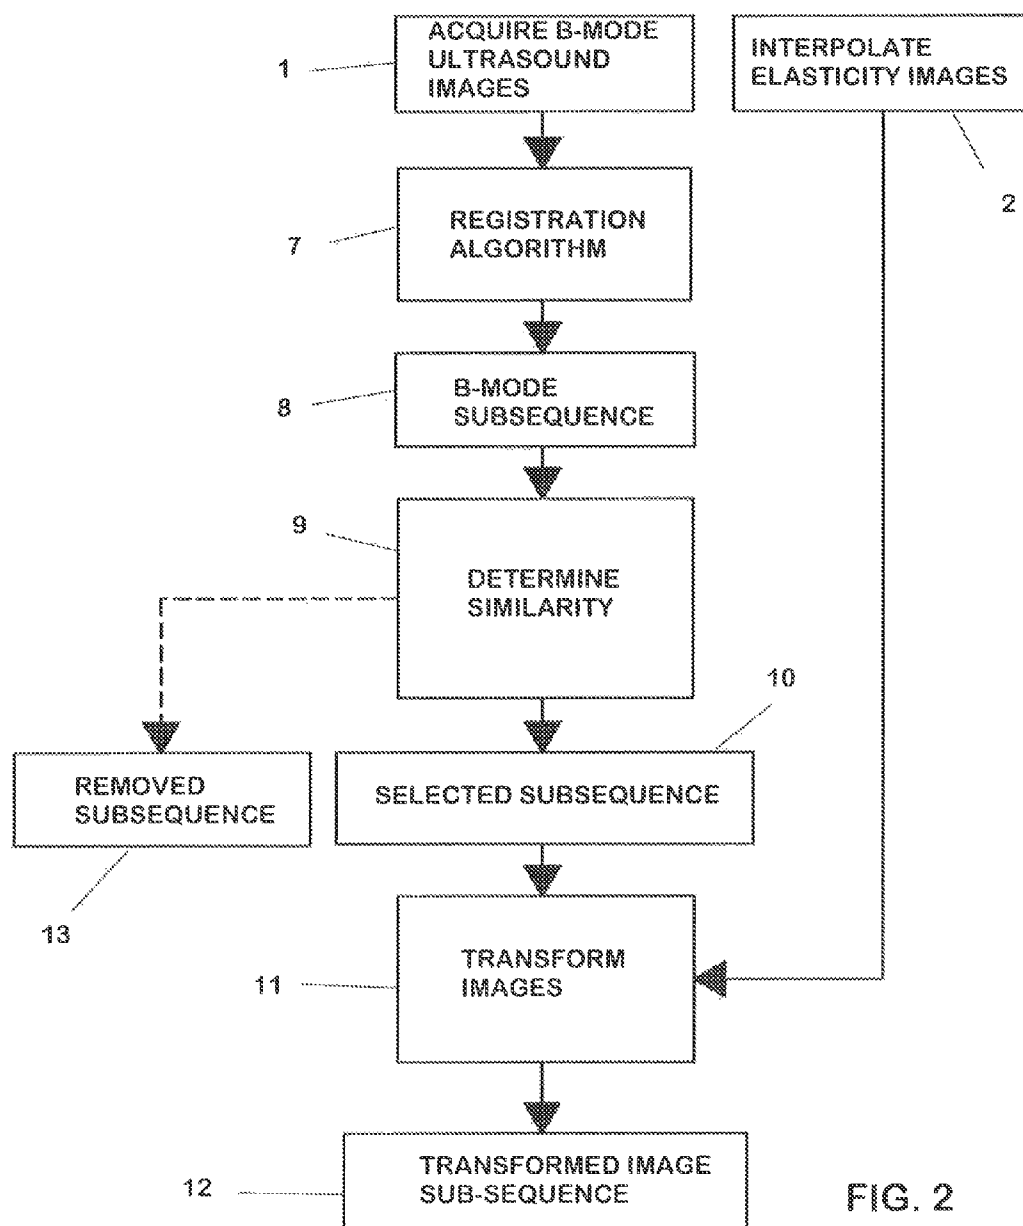 ACQUIRE B-MODE
ULTRASOUND
IMAGES
1
INTERPOLATE
ELASTICITY IMAGES
2
REGISTRATION
ALGORITHM
7
B-MODE
SUBSEQUENCE
8
9
DETERMINE
SIMILARITY
10
REMOVED
SUBSEQUENCE
13
SELECTED SUBSEQUENCE
TRANSFORM
IMAGES
11
TRANSFORMED IMAGE
SUB-SEQUENCE
12
FIG. 2